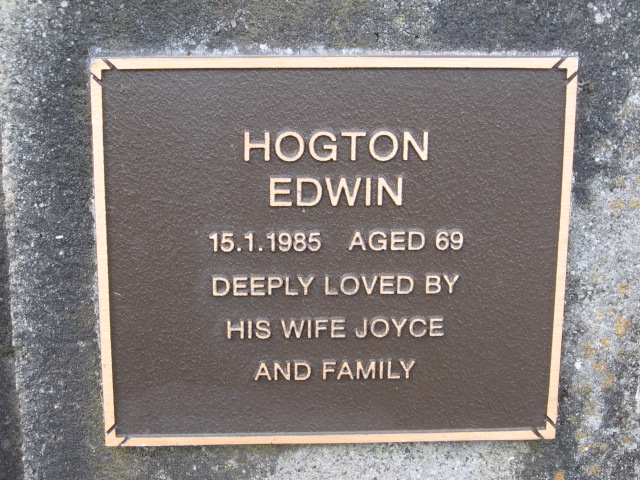 HOGTON
EDWIN
15.1.1985 AGED 69
DEEPLY LOVED BY
HIS WIFE JOYCE
AND FAMILY